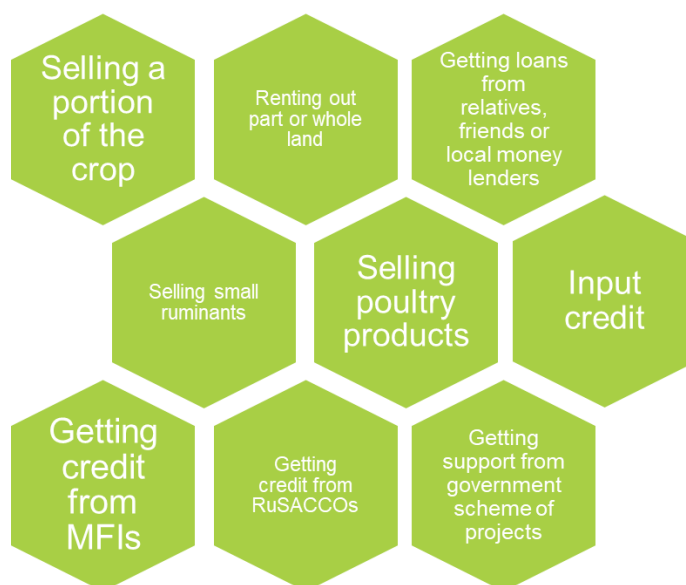 Selling a
portion
of the
crop
Renting out
part or whole
land
Getting loans
from
relatives,
friends or
local money
lenders
Selling small
ruminants
Selling
poultry
products
Input
credit
Getting
credit
from
MFIs
Getting
credit from
RuSACCOs
Getting
support from
government
scheme of
projects